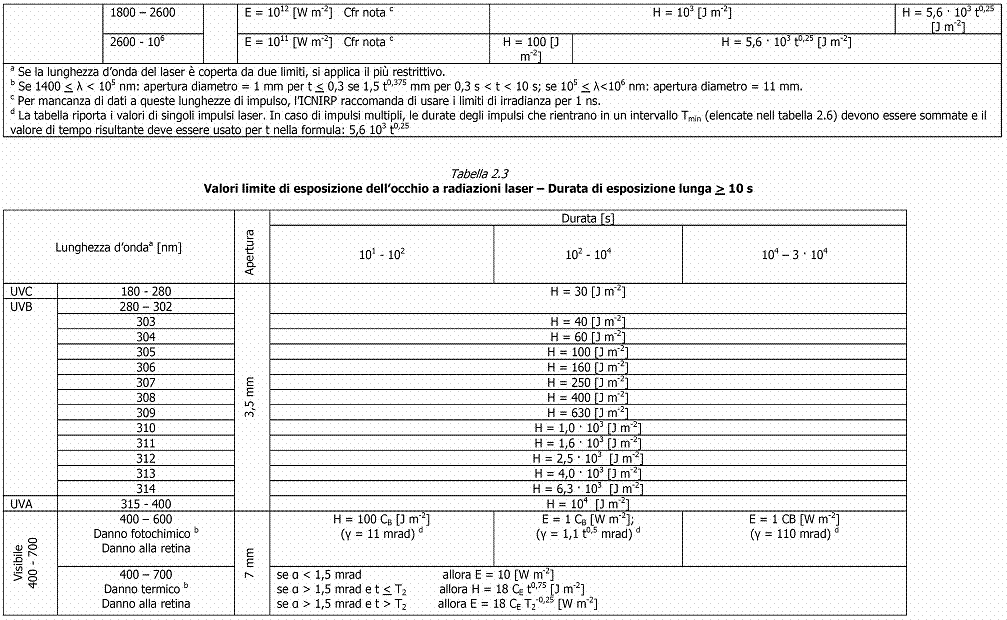 1800 – 2600 E = 10¹² [W m⁻²] Cfr nota ᶜ H = 10³ [J m⁻²] H = 5,6 · 10³ t⁰,²⁵
[J m⁻²]
2600 - 10⁶ E = 10¹¹ [W m⁻²] Cfr nota ᶜ H = 100 [J
m⁻²] H = 5,6 · 10³ t⁰,²⁵ [J m⁻²]
ᵃ Se la lunghezza d'onda del laser è coperta da due limiti, si applica il più restrittivo.
ᵇ Se 1400 ≤ λ < 10⁵ nm: apertura diametro = 1 mm per t ≤ 0,3 se 1,5 t⁰,³⁷⁵ mm per 0,3 s < t < 10 s; se 10⁵ ≤ λ<10⁶ nm: apertura diametro = 11 mm.
ᶜ Per mancanza di dati a queste lunghezze di impulso, l'ICNIRP raccomanda di usare i limiti di irradianza per 1 ns.
ᵈ La tabella riporta i valori di singoli impulsi laser. In caso di impulsi multipli, le durate degli impulsi che rientrano in un intervallo Tmin (elencate nell tabella 2.6) devono essere sommate e il
valore di tempo risultante deve essere usato per t nella formula: 5,6 10³ t⁰,²⁵
Tabella 2.3
Valori limite di esposizione dell'occhio a radiazioni laser – Durata di esposizione lunga ≥ 10 s
Lunghezza d'ondaᵃ [nm] Apertura Durata [s]
10¹ - 10² 10² - 10⁴ 10⁴ – 3 · 10⁴
UVC 180 - 280 3,5 mm H = 30 [J m⁻²]
UVB 280 – 302
303 H = 40 [J m⁻²]
304 H = 60 [J m⁻²]
305 H = 100 [J m⁻²]
306 H = 160 [J m⁻²]
307 H = 250 [J m⁻²]
308 H = 400 [J m⁻²]
309 H = 630 [J m⁻²]
310 H = 1,0 · 10³ [J m⁻²]
311 H = 1,6 · 10³ [J m⁻²]
312 H = 2,5 · 10³ [J m⁻²]
313 H = 4,0 · 10³ [J m⁻²]
314 H = 6,3 · 10³ [J m⁻²]
UVA 315 - 400 H = 10⁴ [J m⁻²]
Visibile
400 - 700
400 – 600
Danno fotochimico ᵇ
Danno alla retina
7 mm
H = 100 CB [J m⁻²]
(γ = 11 mrad) ᵈ
E = 1 CB [W m⁻²];
(γ = 1,1 t⁰,⁵ mrad) ᵈ
E = 1 CB [W m⁻²]
(γ = 110 mrad) ᵈ
400 – 700
Danno termico ᵇ
Danno alla retina
se α < 1,5 mrad allora E = 10 [W m⁻²]
se α > 1,5 mrad e t ≤ T₂ allora H = 18 CE t⁰,⁷⁵ [J m⁻²]
se α > 1,5 mrad e t > T₂ allora E = 18 CE T₂⁻⁰,²⁵ [W m⁻²]